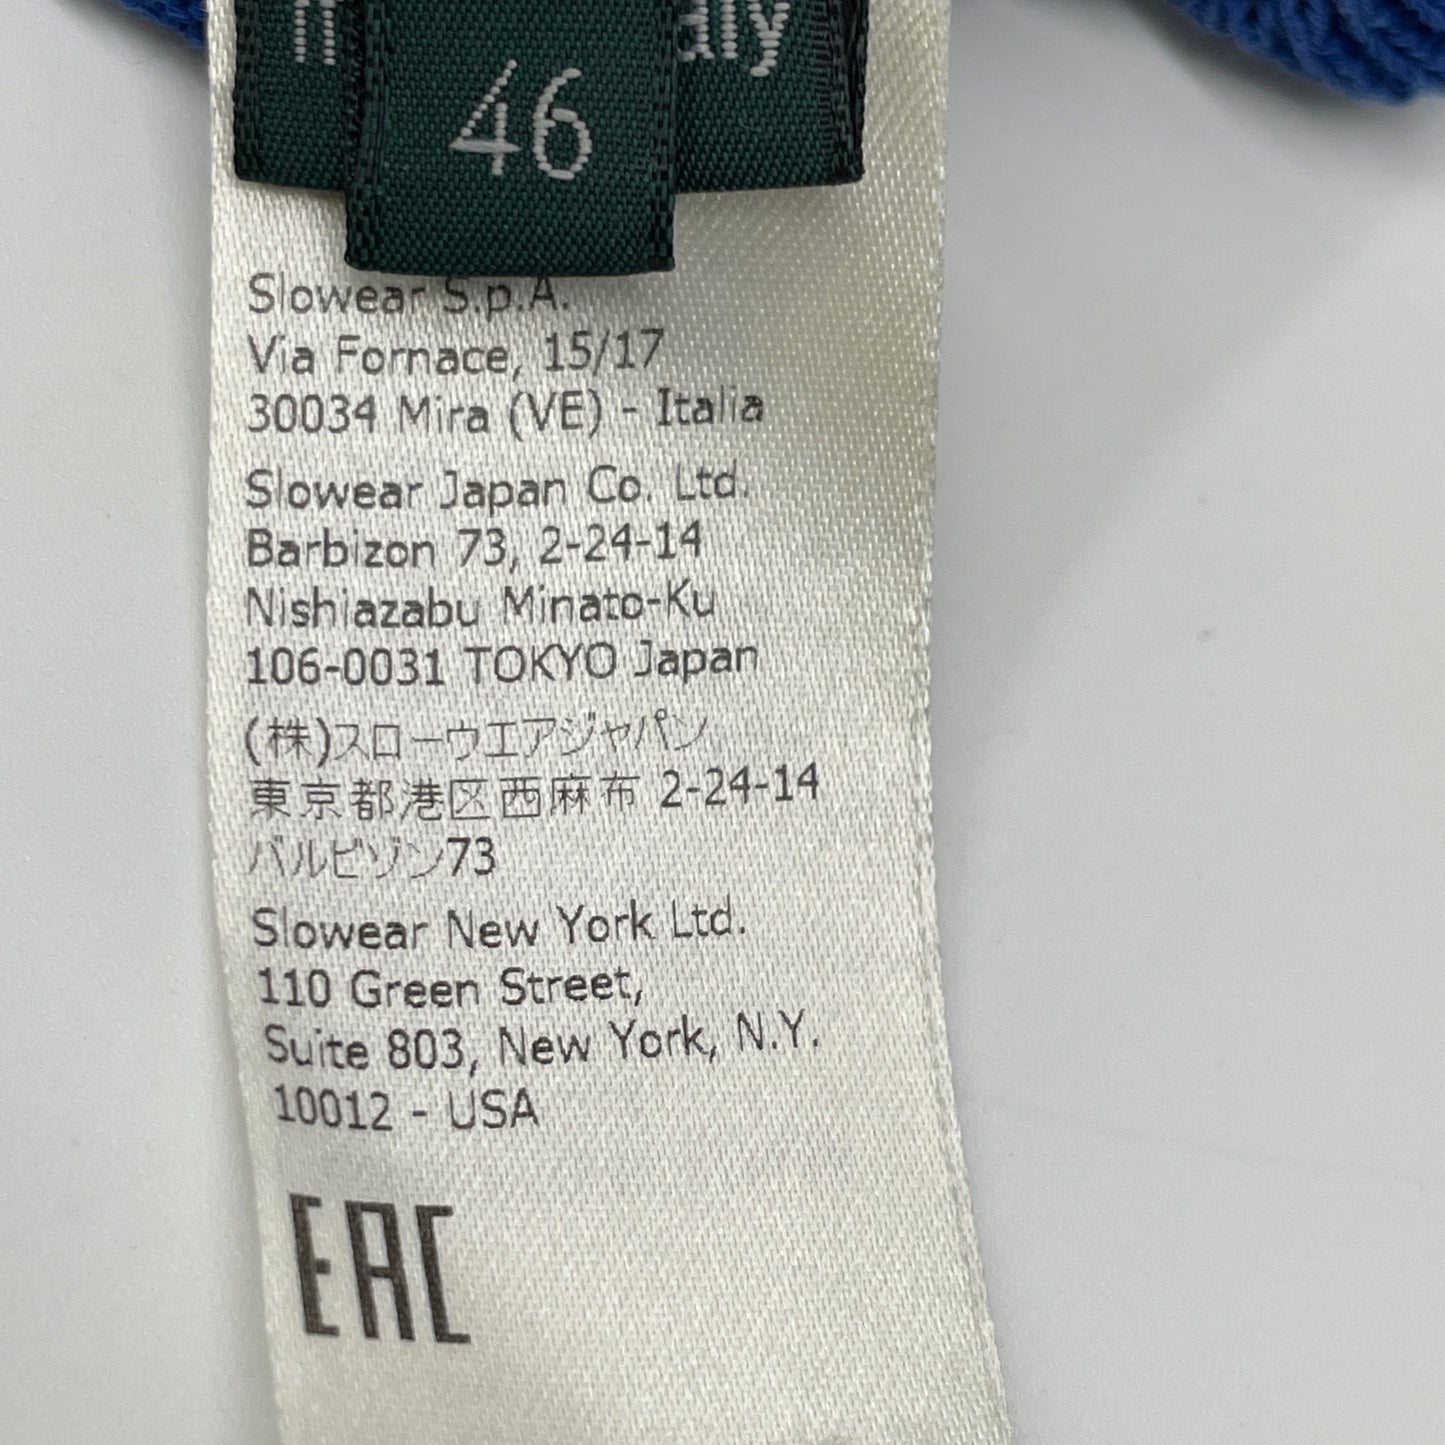 46
Slowear S.p.A.
Via Fornace, 15/17
30034 Mira (VE) - Italia
Slowear Japan Co. Ltd.
Barbizon 73, 2-24-14
Nishiazabu Minato-Ku
106-0031 TOKYO Japan
(株)スローウエアジャパン
東京都港区西麻布 2-24-14
バルビゾン73
Slowear New York Ltd.
110 Green Street,
Suite 803, New York, N.Y.
10012 - USA
EAC